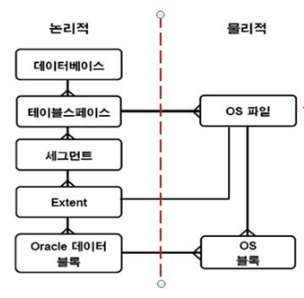 논리적
물리적
데이터베이스
테이블스페이스
OS 파일
세그먼트
Extent
Oracle 데이터
블록
OS
블록